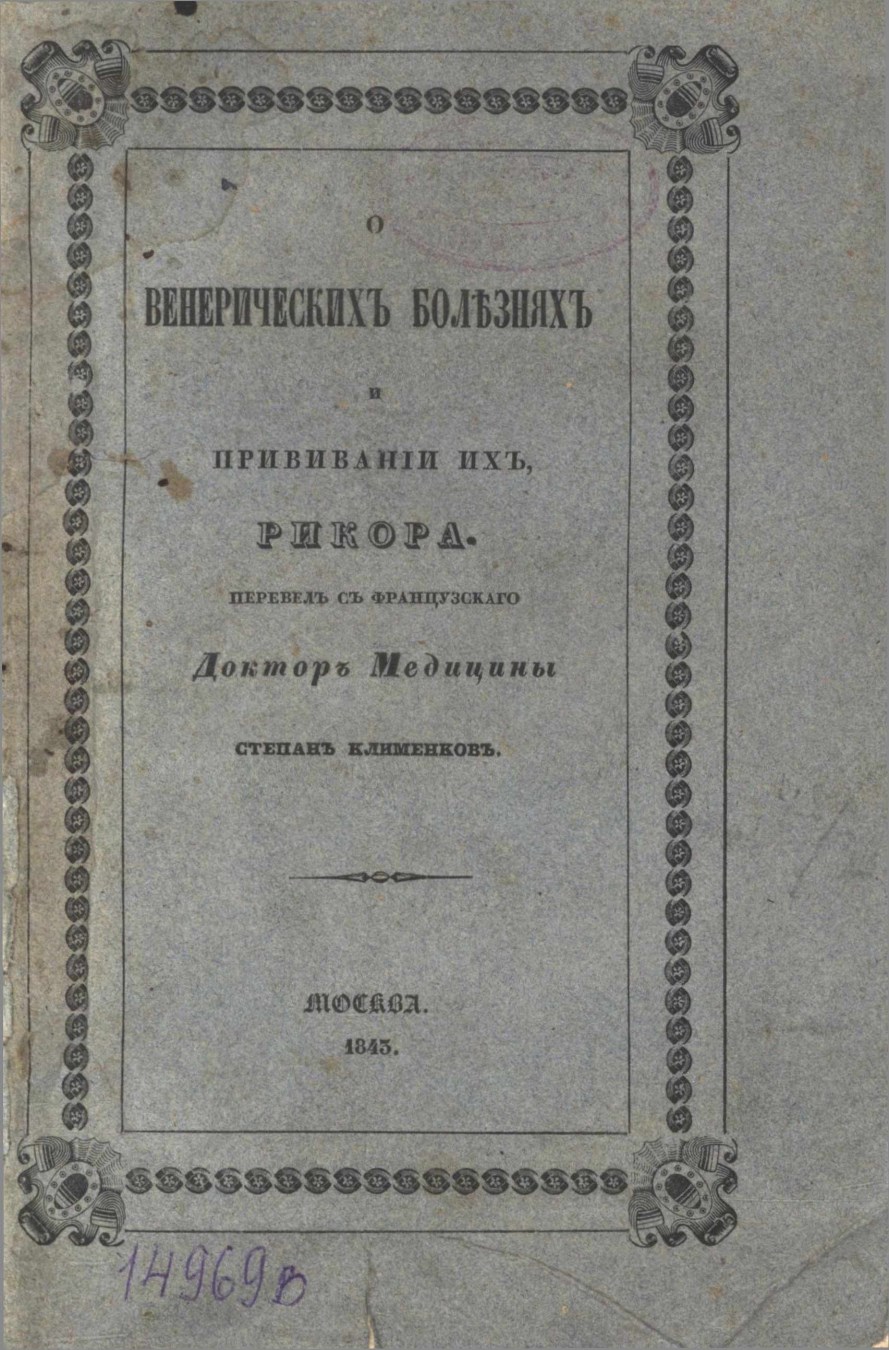 О
ВЕНЕРИЧЕСКИХЪ БОЛѢЗНЯХЪ
И
ПРИВИВАНІИ ИХЪ,
РИКОРА.
ПЕРЕВЕЛЪ СЪ ФРАНЦУЗСКАГО
Докторъ Медицины
СТЕПАНЪ КЛИМЕНКОВЪ.
МОСКВА.
1843.
14969В